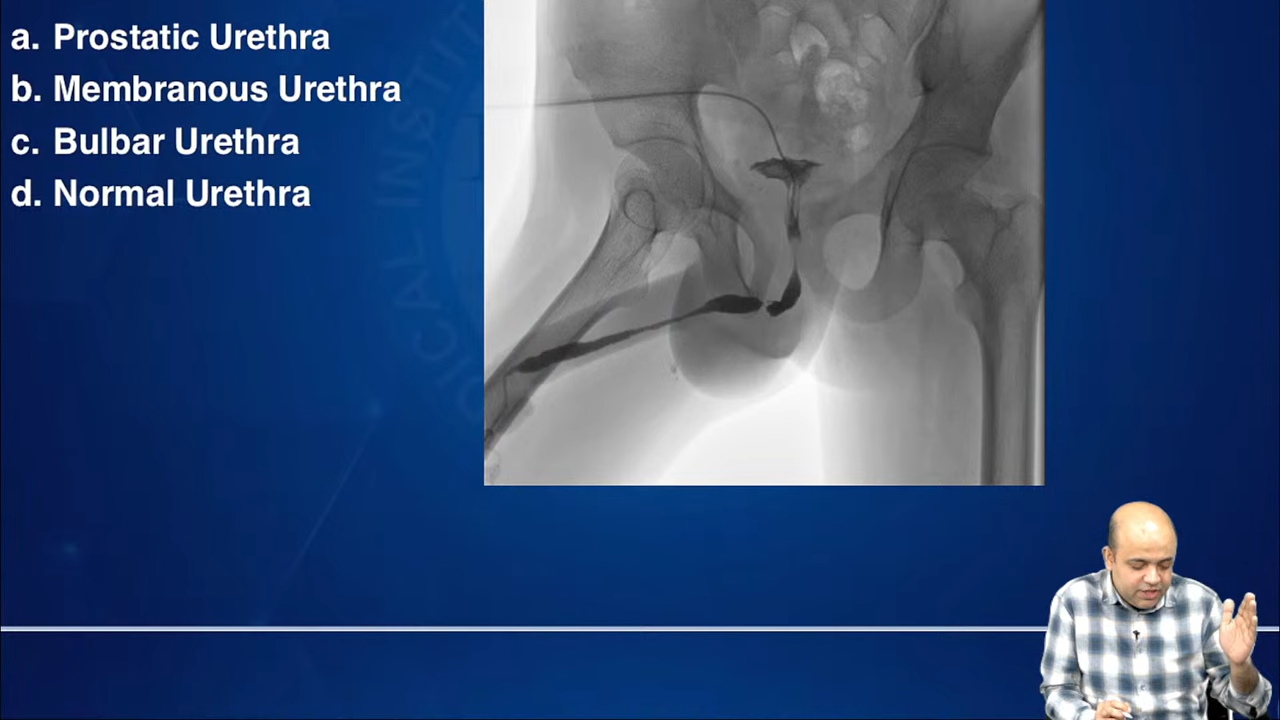 a. Prostatic Urethra
b. Membranous Urethra
c. Bulbar Urethra
d. Normal Urethra